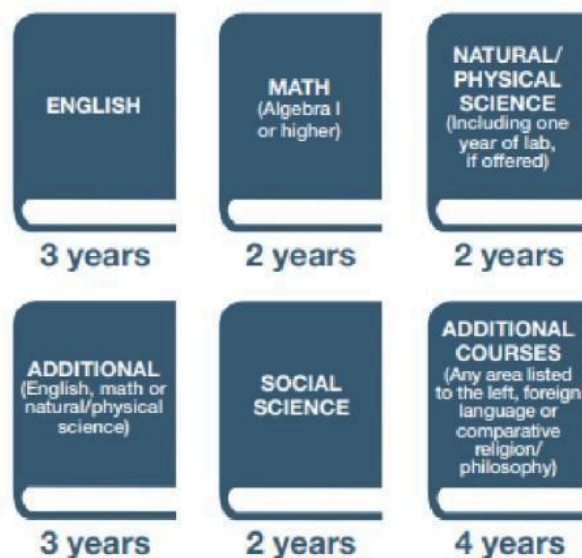 ENGLISH
3 years
MATH
(Algebra I
or higher)
2 years
NATURAL/
PHYSICAL
SCIENCE
(Including one
year of lab,
if offered)
2 years
ADDITIONAL
(English, math or
natural/physical
science)
3 years
SOCIAL
SCIENCE
2 years
ADDITIONAL
COURSES
(Any area listed
to the left, foreign
language or
comparative
religion/
philosophy)
4 years